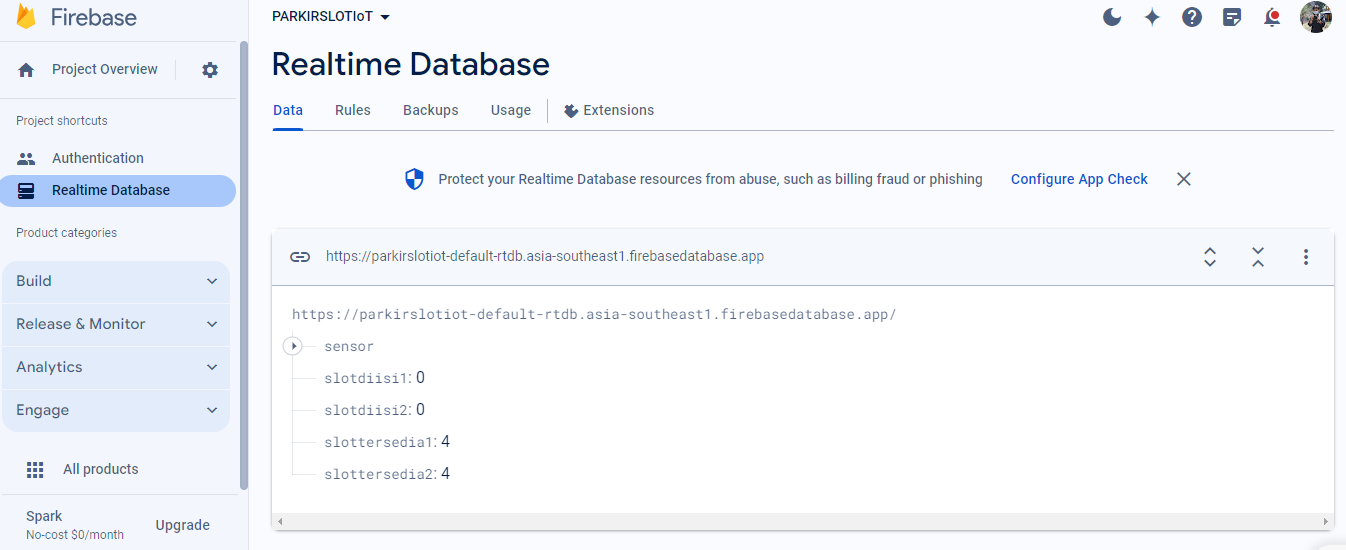 Firebase
PARKIRSLOTIoT
Project Overview
Realtime Database
Data Rules Backups Usage Extensions
Project shortcuts
Authentication
Realtime Database
Product categories
Build
Release & Monitor
Analytics
Engage
All products
Spark
No-cost $0/month
Upgrade
Protect your Realtime Database resources from abuse, such as billing fraud or phishing Configure App Check
https://parkirslotiot-default-rtdb.asia-southeast1.firebasedatabase.app
https://parkirslotiot-default-rtdb.asia-southeast1.firebasedatabase.app/
sensor
slotdiisi1: 0
slotdiisi2: 0
slottersedia1: 4
slottersedia2: 4